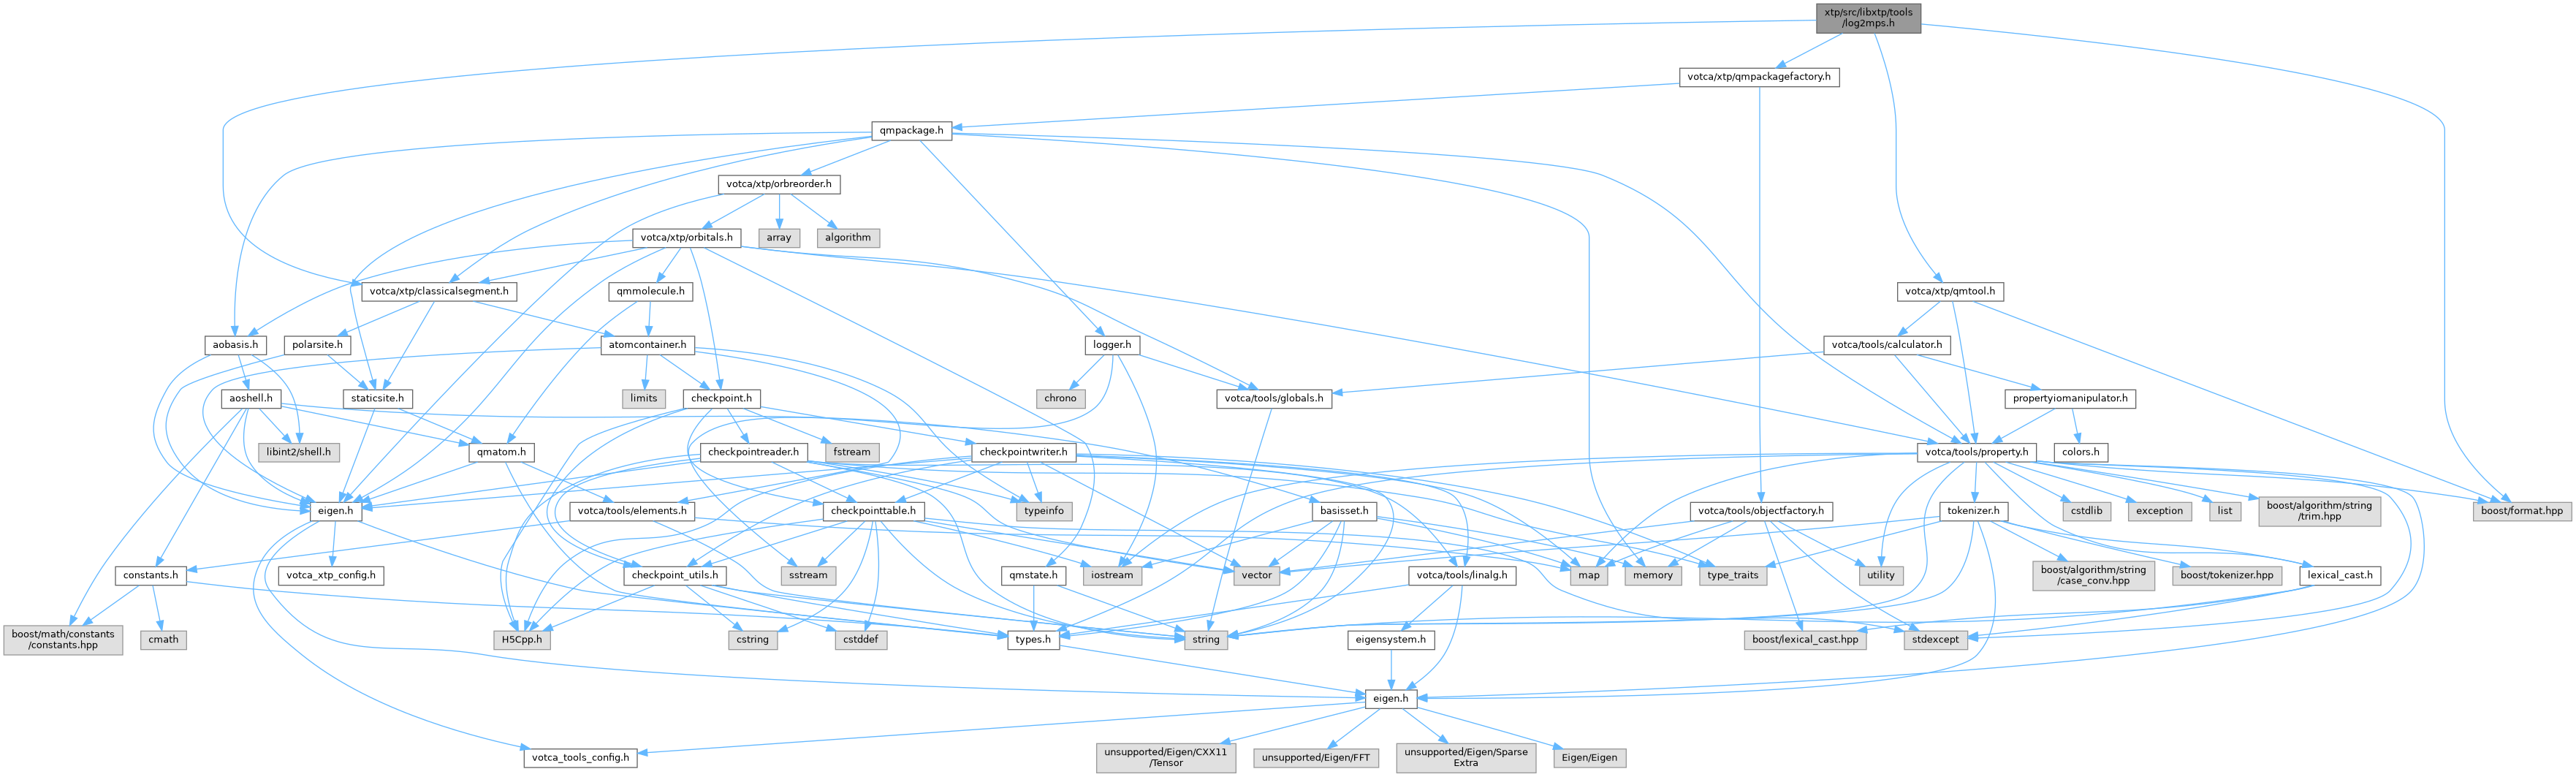 xtp/src/libxtp/tools
/log2mps.h
votca/xtp/qmpackagefactory.h
qmpackage.h
votca/xtp/orbreorder.h
votca/xtp/orbitals.h
array
algorithm
votca/xtp/classicalsegment.h
qmmolecule.h
votca/xtp/qmtool.h
aobasis.h
polarsite.h
atomcontainer.h
logger.h
votca/tools/calculator.h
aoshell.h
staticsite.h
limits
checkpoint.h
chrono
votca/tools/globals.h
propertyiomanipulator.h
libint2/shell.h
qmatom.h
checkpointreader.h
fstream
checkpointwriter.h
votca/tools/property.h
colors.h
eigen.h
votca/tools/elements.h
checkpointtable.h
typeinfo
basisset.h
votca/tools/objectfactory.h
tokenizer.h
cstdlib
exception
list
boost/algorithm/string
/trim.hpp
boost/format.hpp
constants.h
votca_xtp_config.h
checkpoint_utils.h
sstream
qmstate.h
iostream
vector
votca/tools/linalg.h
map
memory
type_traits
utility
boost/algorithm/string
/case_conv.hpp
boost/tokenizer.hpp
lexical_cast.h
boost/math/constants
/constants.hpp
cmath
H5Cpp.h
cstring
cstddef
types.h
string
eigensystem.h
boost/lexical_cast.hpp
stdexcept
eigen.h
votca_tools_config.h
unsupported/Eigen/CXX11
/Tensor
unsupported/Eigen/FFT
unsupported/Eigen/Sparse
Extra
Eigen/Eigen